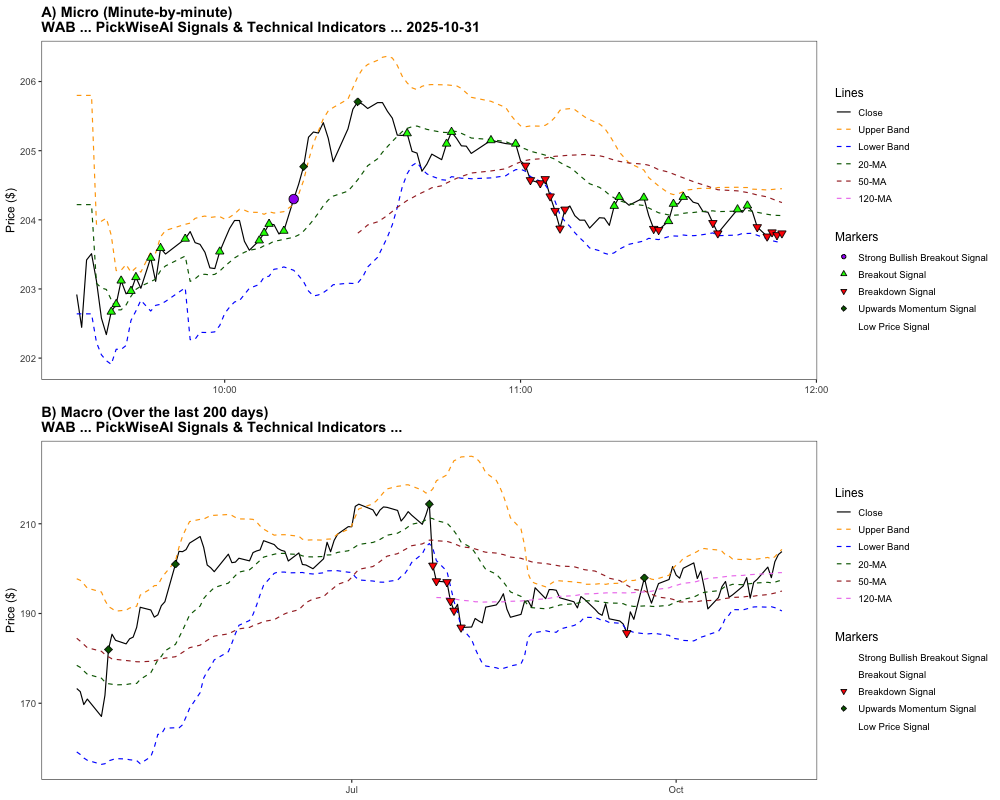 A) Micro (Minute-by-minute)
WAB ... PickWiseAI Signals & Technical Indicators ... 2025-10-31
Price ($)
206
205
204
203
202
10:00
11:00
12:00
Lines
Close
Upper Band
Lower Band
20-MA
50-MA
120-MA
Markers
Strong Bullish Breakout Signal
Breakout Signal
Breakdown Signal
Upwards Momentum Signal
Low Price Signal
B) Macro (Over the last 200 days)
WAB ... PickWiseAI Signals & Technical Indicators ...
Price ($)
210
190
170
Jul
Oct
Lines
Close
Upper Band
Lower Band
20-MA
50-MA
120-MA
Markers
Strong Bullish Breakout Signal
Breakout Signal
Breakdown Signal
Upwards Momentum Signal
Low Price Signal